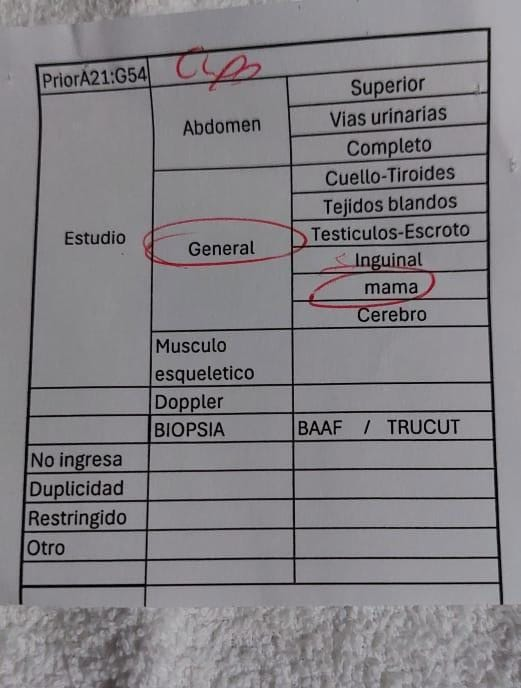 PriorÁ21:G54
Estudio
Abdomen
Superior
Vias urinarias
Completo
General
Cuello-Tiroides
Tejidos blandos
Testiculos-Escroto
Inguinal
mama
Cerebro
Musculo
esqueletico
Doppler
BIOPSIA
BAAF / TRUCUT
No ingresa
Duplicidad
Restringido
Otro